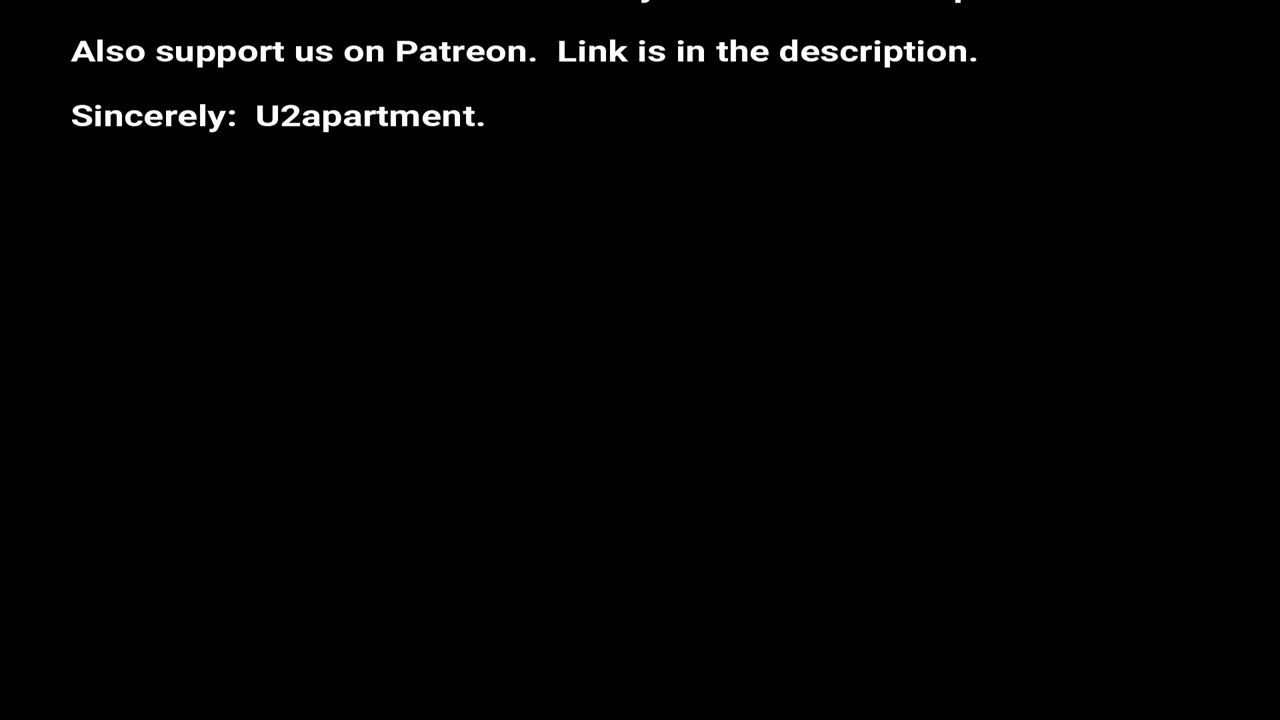 Also support us on Patreon.  Link is in the description.
Sincerely:  U2apartment.